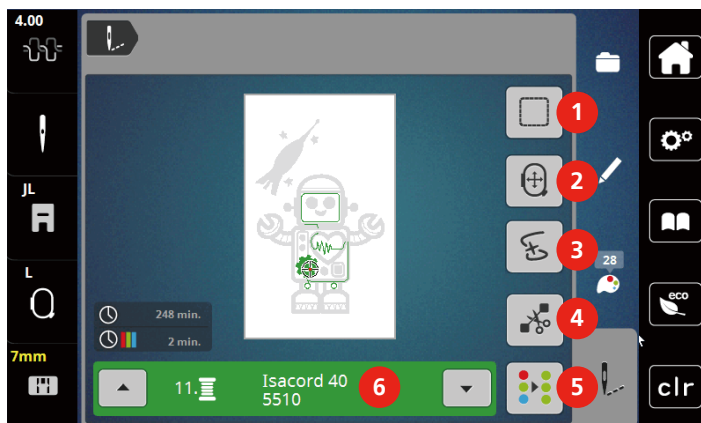 4.00
JL
L
7mm
248 min.
2 min.
11.
Isacord 40
5510
1
2
3
4
5
6
28
eco
clr